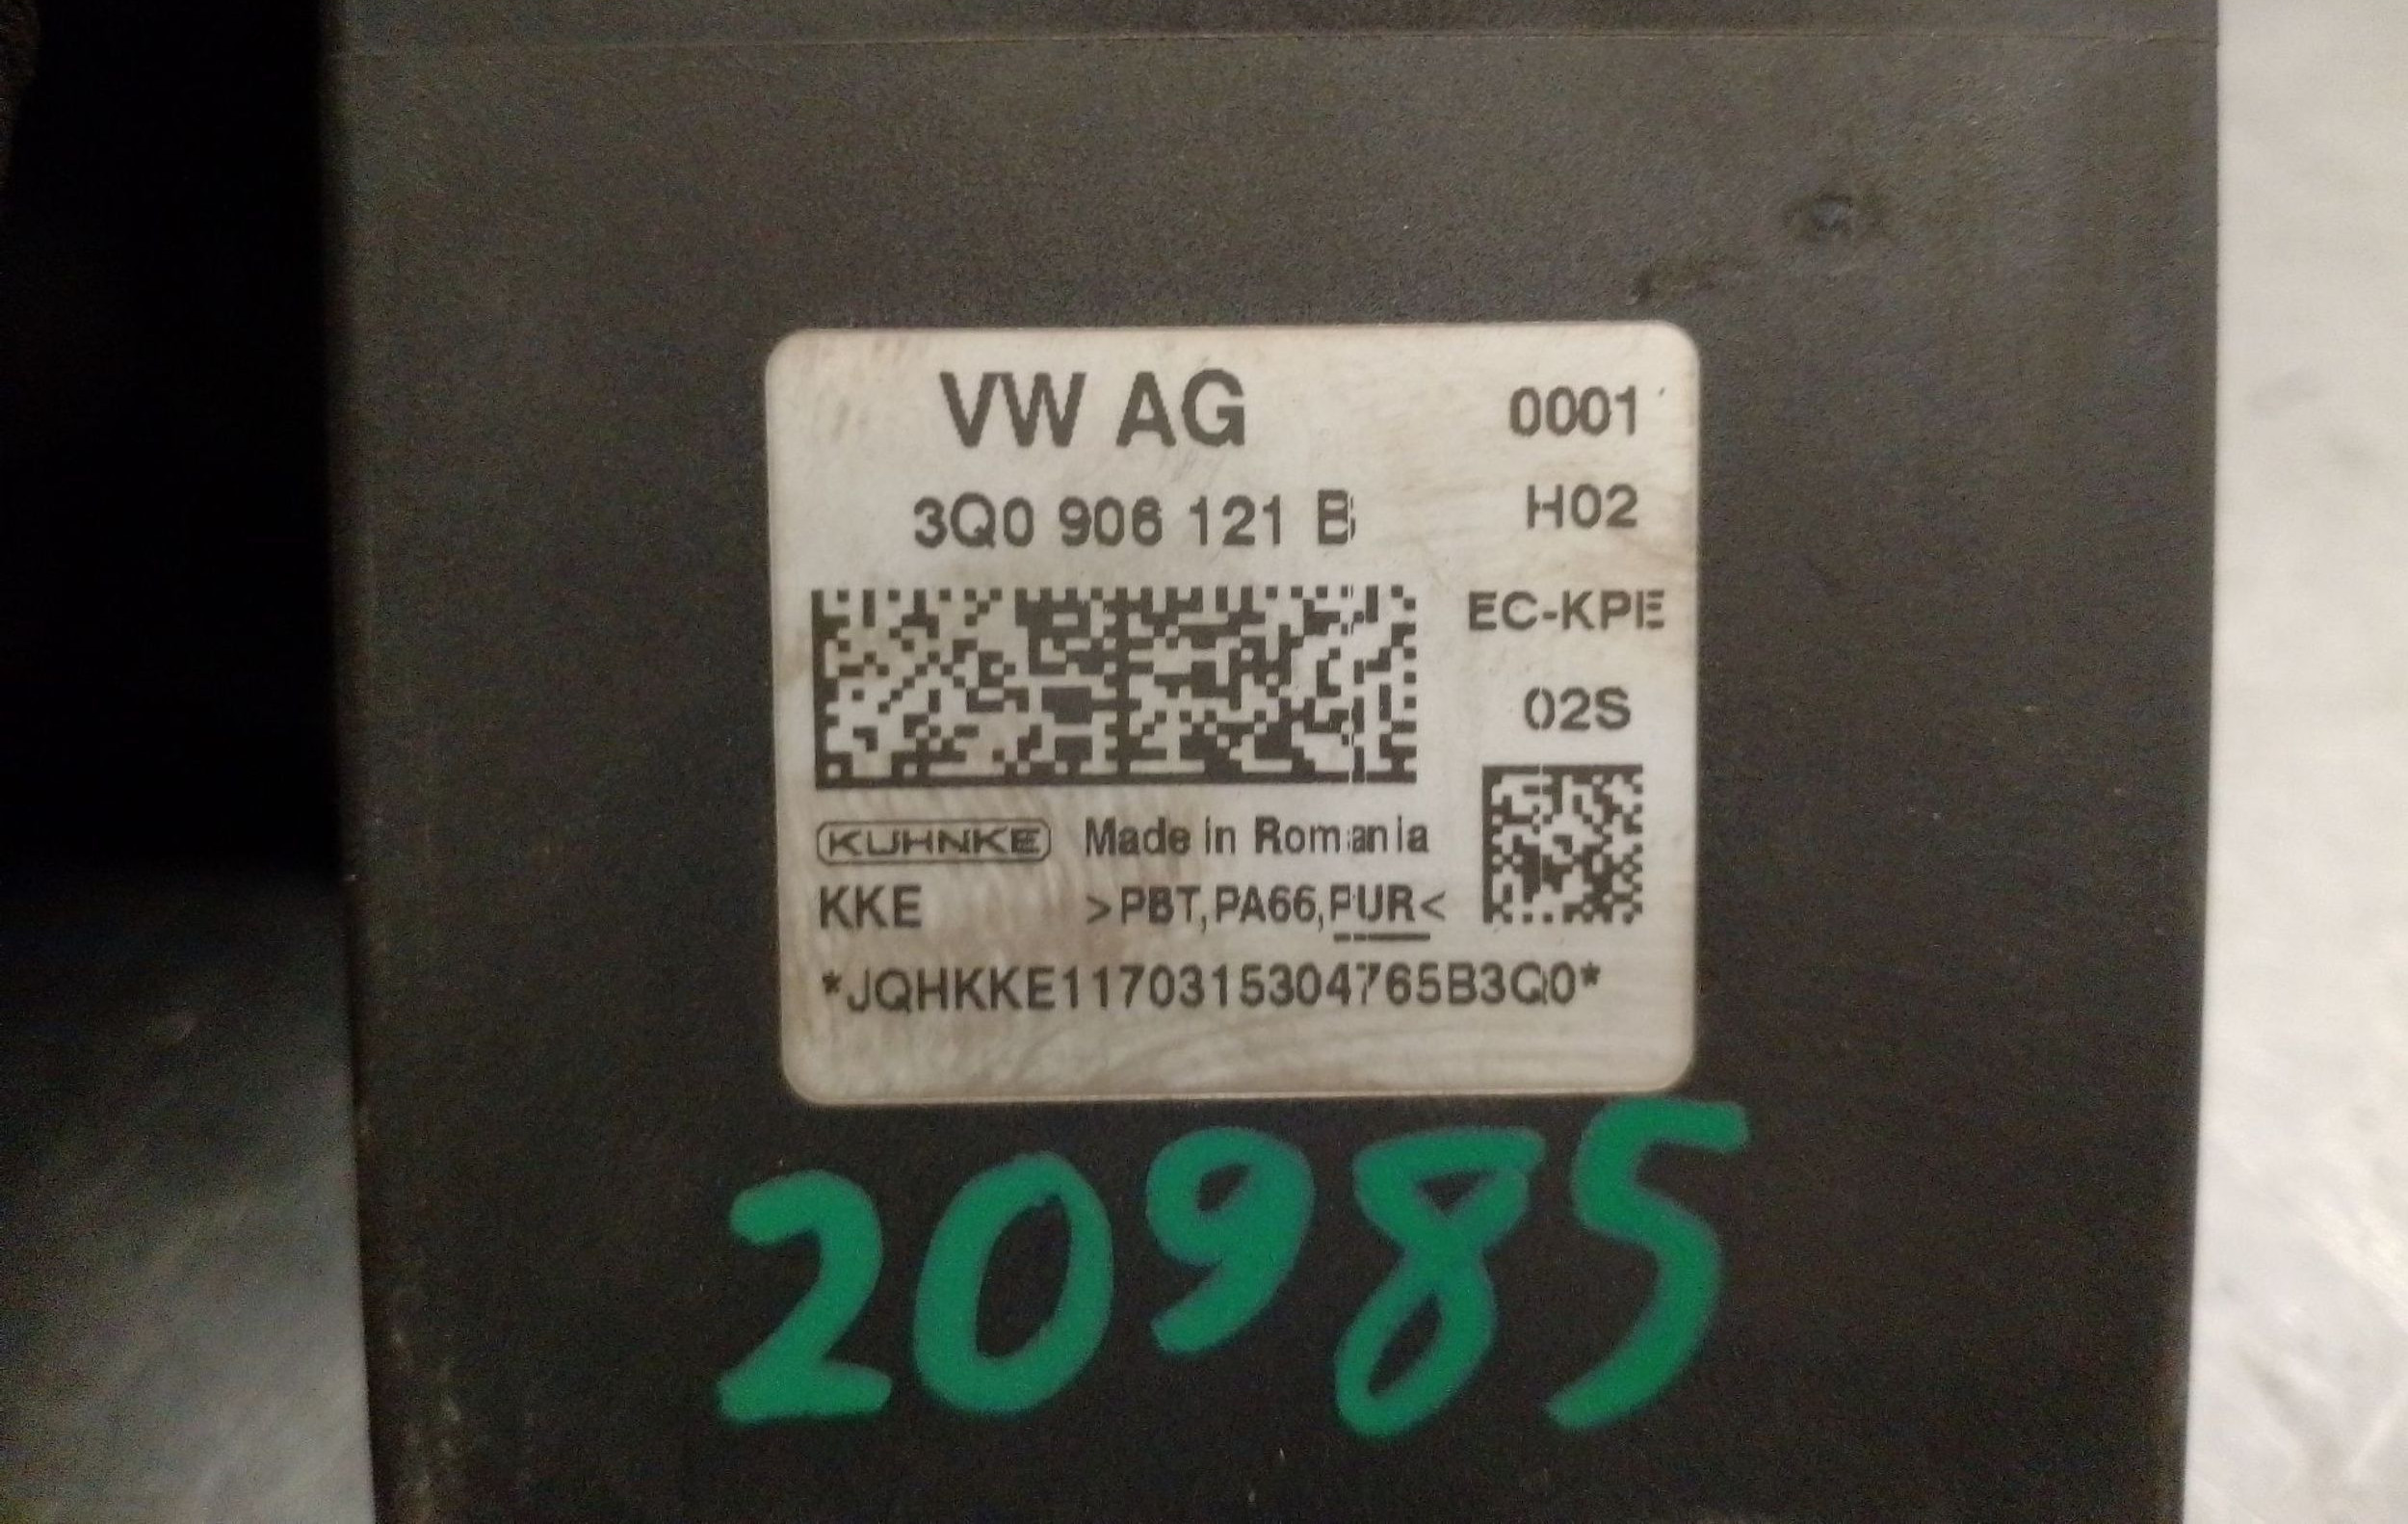 VW AG 0001
3Q0 906 121 B H02
EC-KPE
02S
KUHNKE Made in Romania
KKE >PBT,PA66,PUR<
*JQHKKE1170315304765B3Q0*
20985